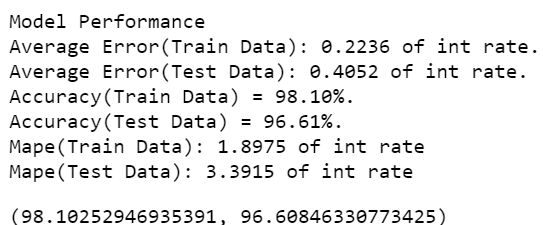 Model Performance
Average Error(Train Data): 0.2236 of int rate.
Average Error(Test Data): 0.4052 of int rate.
Accuracy(Train Data) = 98.10%.
Accuracy(Test Data) = 96.61%.
Mape(Train Data): 1.8975 of int rate
Mape(Test Data): 3.3915 of int rate
(98.10252946935391, 96.60846330773425)